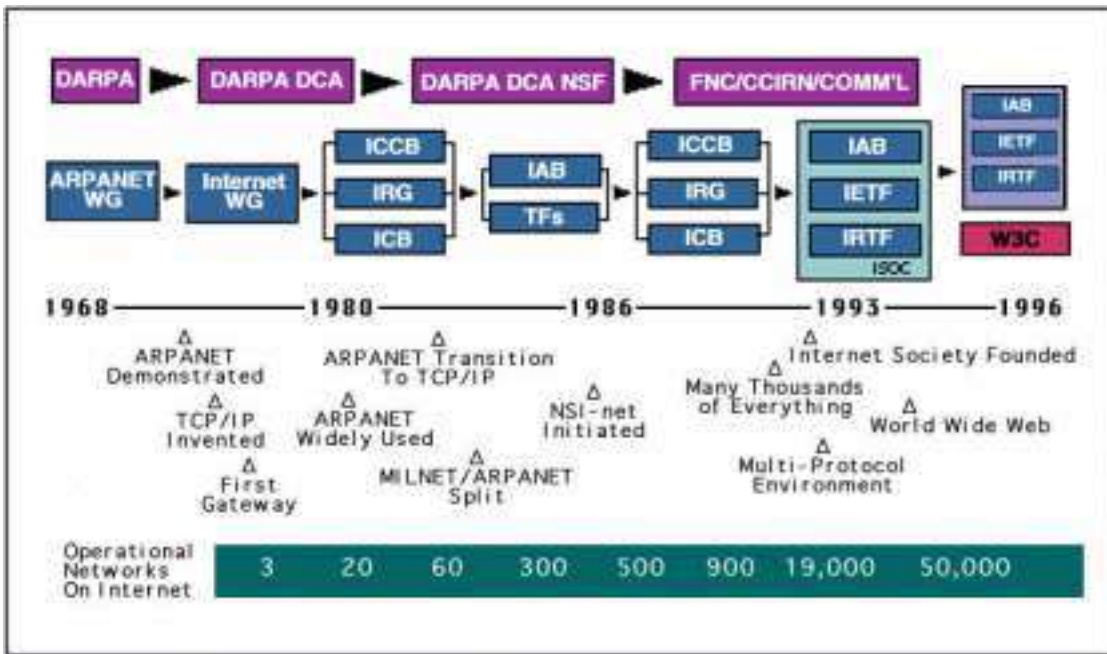 DARPA
DARPA DCA
DARPA DCA NSF
FNC/CCIRN/COMM'L
ARPANET
WG
Internet
WG
ICCB
IRG
ICB
IAB
TFs
ICCB
IRG
ICB
IAB
IETF
IRTF
ISOC
IAB
IETF
IRTF
W3C
1968
1980
1986
1993
1996
ARPANET
Demonstrated
TCP/IP
Invented
First
Gateway
ARPANET Transition
To TCP/IP
ARPANET
Widely Used
MILNET/ARPANET
Split
NSI-net
Initiated
Internet Society Founded
Many Thousands
of Everything
World Wide Web
Multi-Protocol
Environment
Operational
Networks
On Internet
3 20 60 300 500 900 19,000 50,000